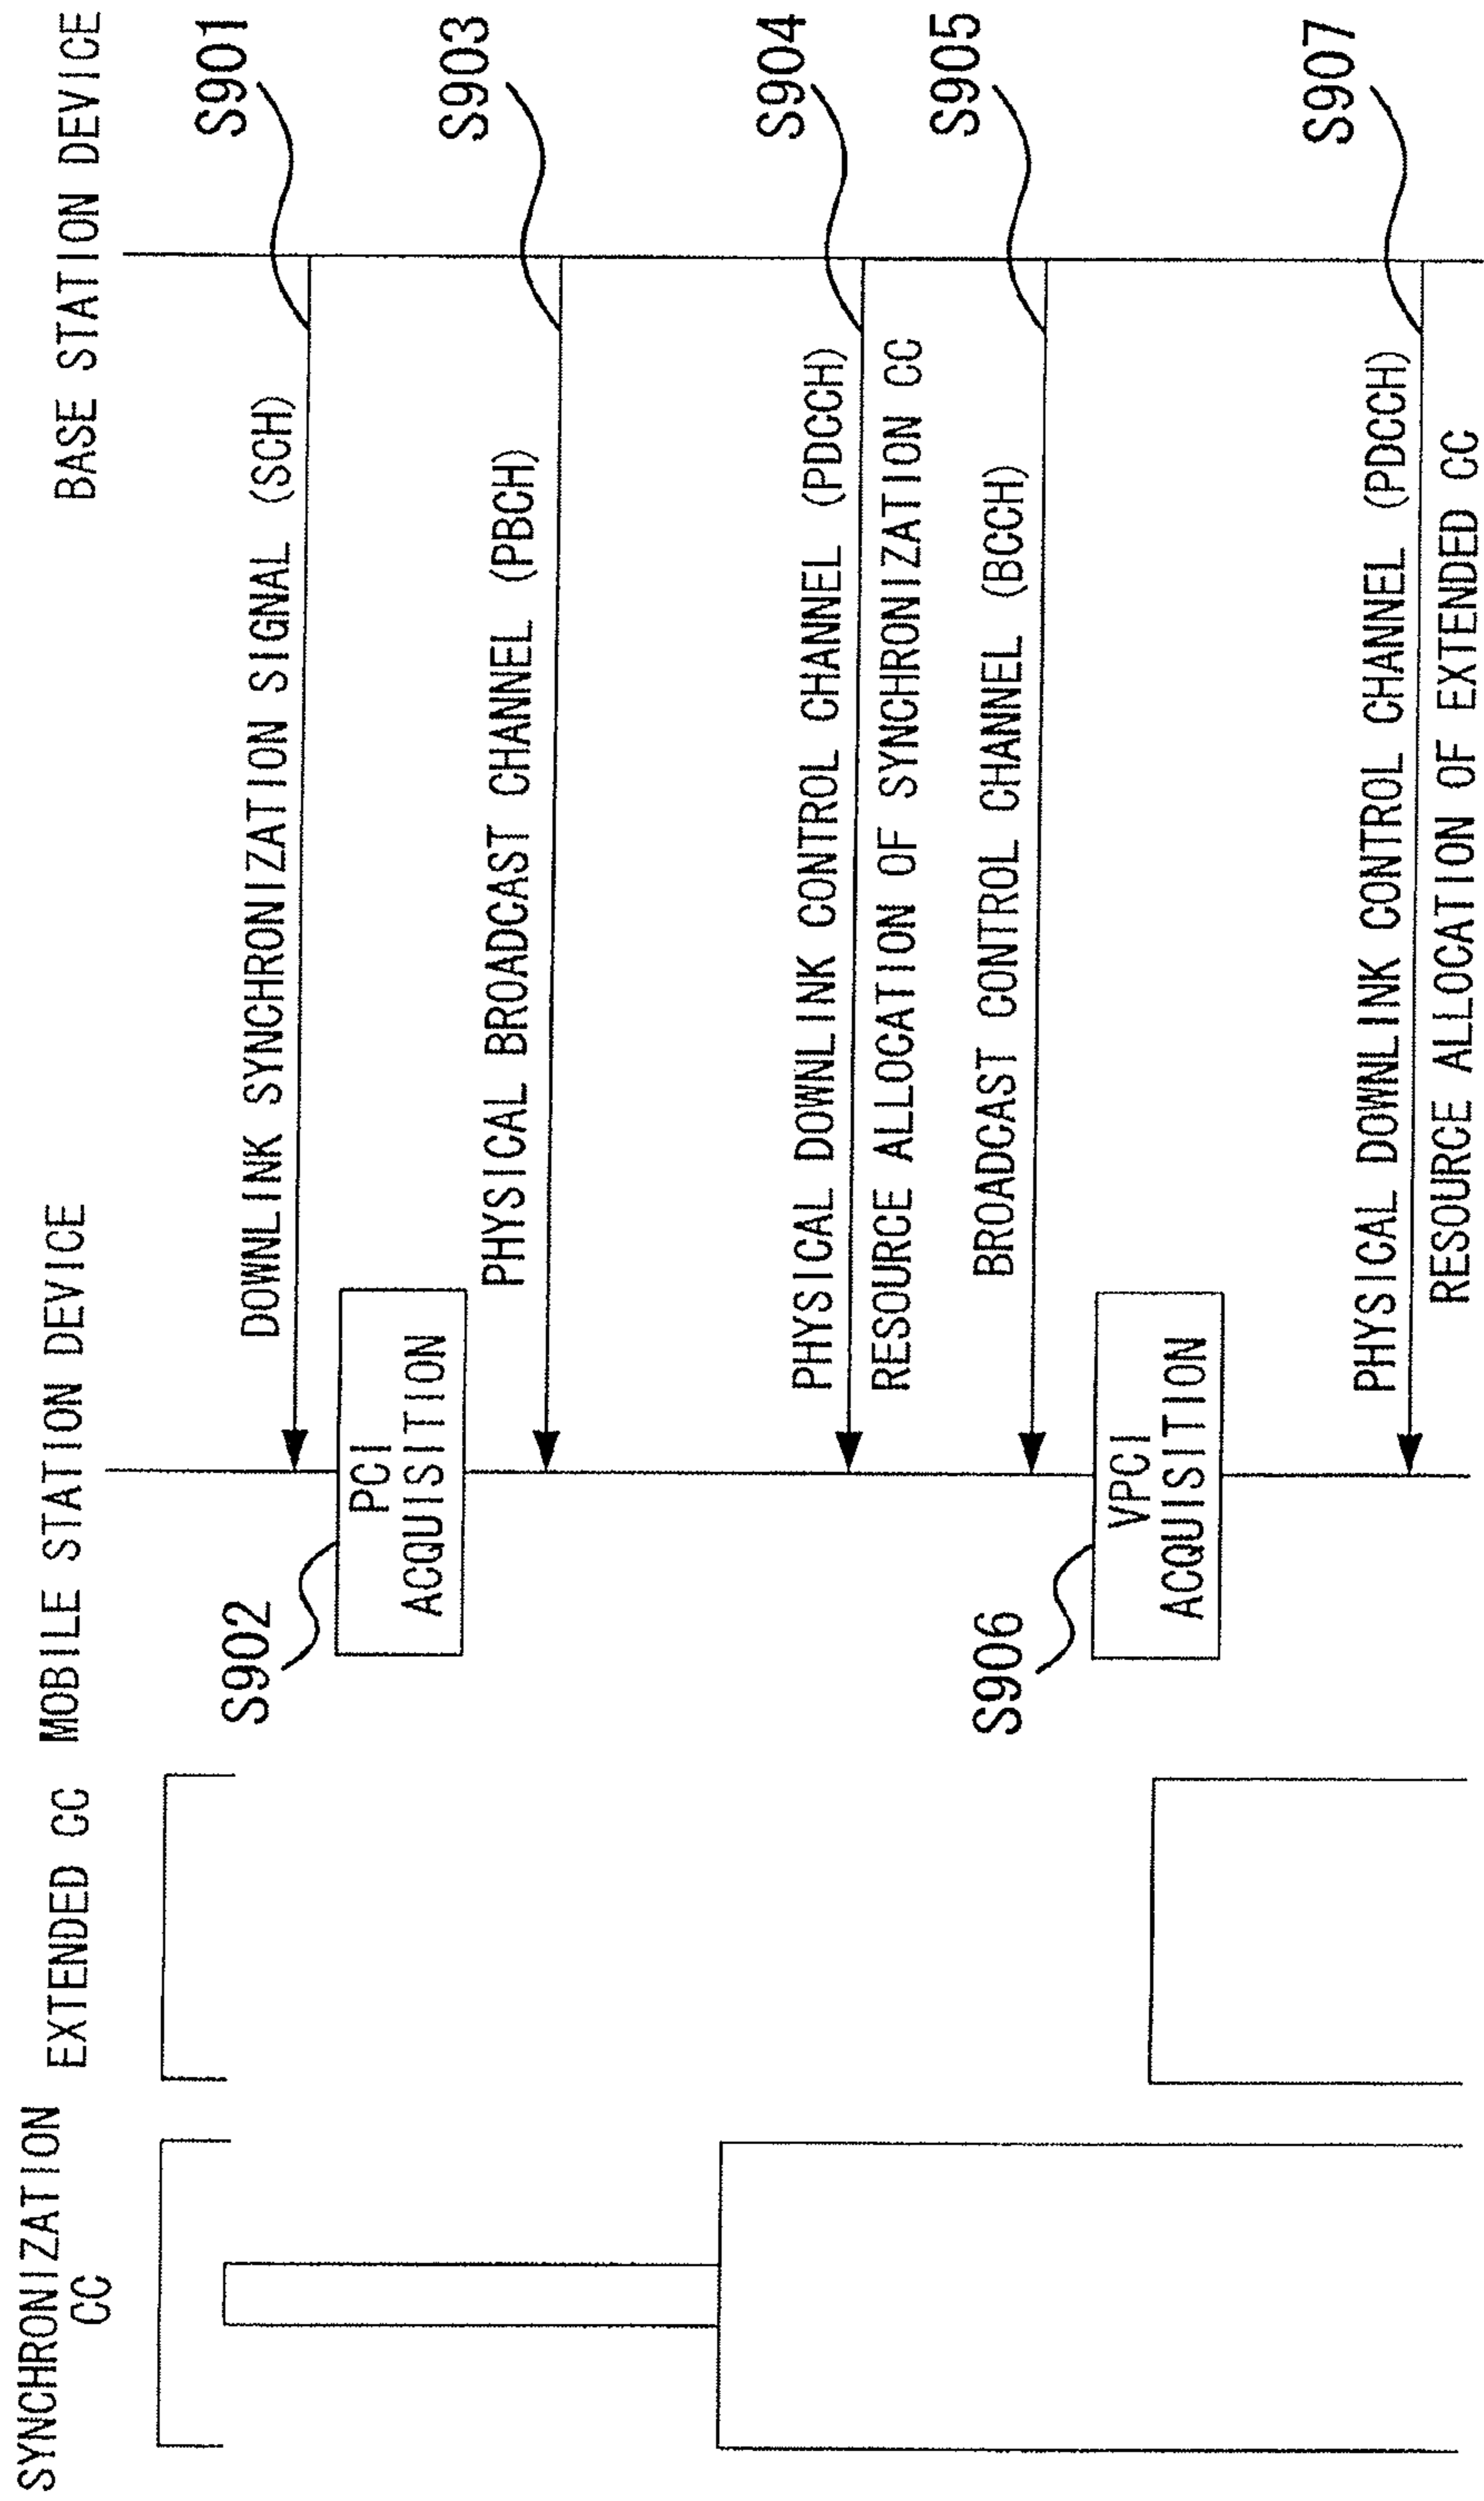 SYNCHRONIZATION
CC
EXTENDED CC
MOBILE STATION DEVICE
BASE STATION DEVICE
S901
DOWNLINK SYNCHRONIZATION SIGNAL (SCH)
S902
PCI
ACQUISITION
S903
PHYSICAL BROADCAST CHANNEL (PBCH)
S904
PHYSICAL DOWNLINK CONTROL CHANNEL (PDCCH)
RESOURCE ALLOCATION OF SYNCHRONIZATION CC
S905
BROADCAST CONTROL CHANNEL (BCCH)
S906
VPCI
ACQUISITION
S907
PHYSICAL DOWNLINK CONTROL CHANNEL (PDCCH)
RESOURCE ALLOCATION OF EXTENDED CC